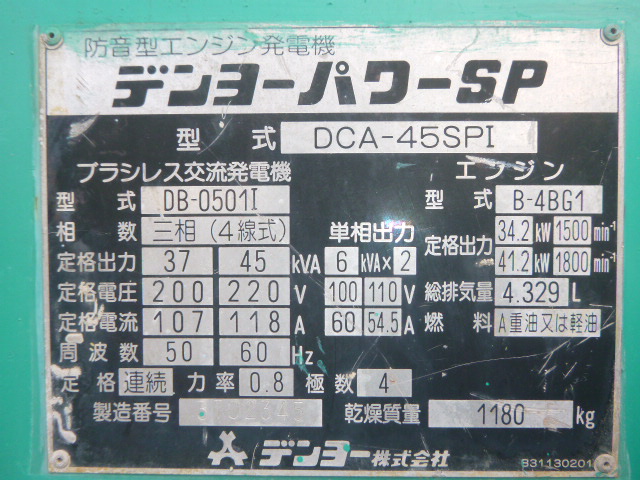 防音型エンジン発電機
デンヨーパワーSP
型式 DCA-45SPI
ブラシレス交流発電機 エンジン
型式 DB-0501I 型式 B-4BG1
相数 三相(4線式) 単相出力 定格出力 34.2 kW 1500 min⁻¹
定格出力 37 45 kVA 6 kVA×2 41.2 kW 1800 min⁻¹
定格電圧 200 220 V 100 110 V 総排気量 4.329 L
定格電流 107 118 A 60 54.5 A 燃料 A重油又は軽油
周波数 50 60 Hz
定格 連続 力率 0.8 極数 4
製造番号 乾燥質量 1180 kg
デンヨー株式会社 931130201